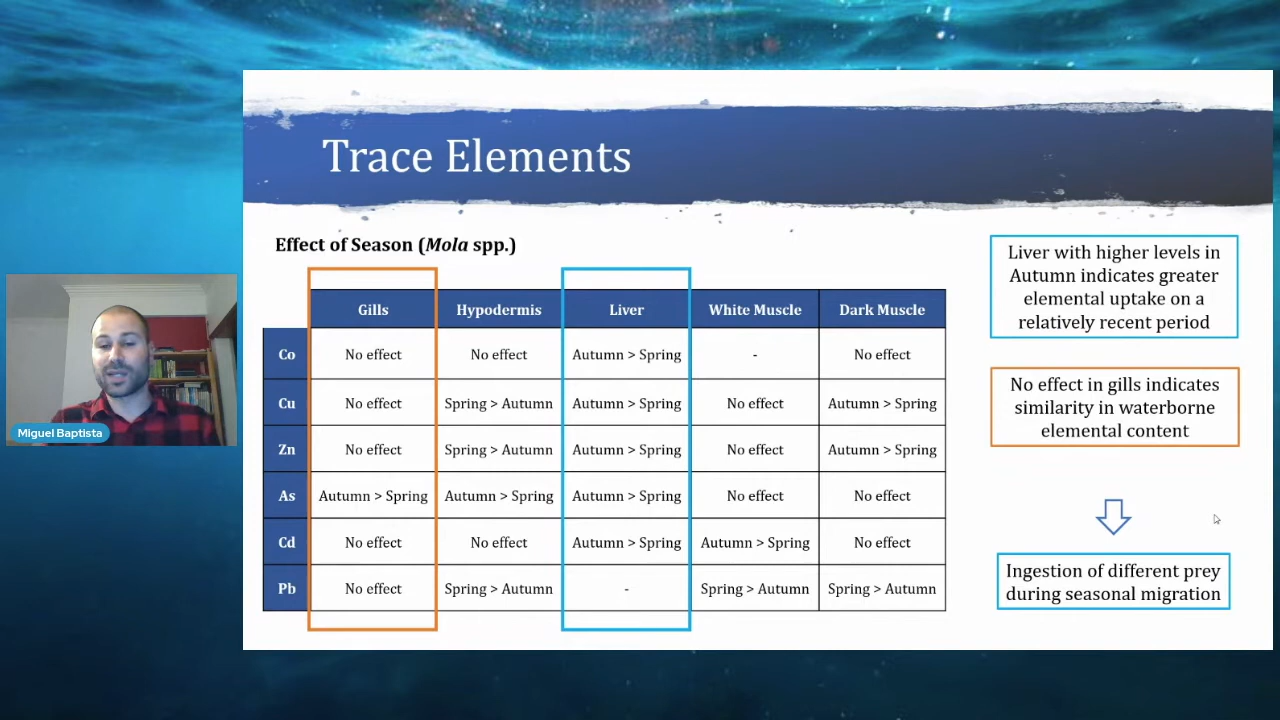 Trace Elements
Effect of Season (Mola spp.)
Gills Hypodermis Liver White Muscle Dark Muscle
Co No effect No effect Autumn > Spring - No effect
Cu No effect Spring > Autumn Autumn > Spring No effect Autumn > Spring
Zn No effect Spring > Autumn Autumn > Spring No effect Autumn > Spring
As Autumn > Spring Autumn > Spring Autumn > Spring No effect No effect
Cd No effect No effect Autumn > Spring Autumn > Spring No effect
Pb No effect Spring > Autumn - Spring > Autumn Spring > Autumn
Liver with higher levels in
Autumn indicates greater
elemental uptake on a
relatively recent period
No effect in gills indicates
similarity in waterborne
elemental content
Ingestion of different prey
during seasonal migration
Miguel Baptista